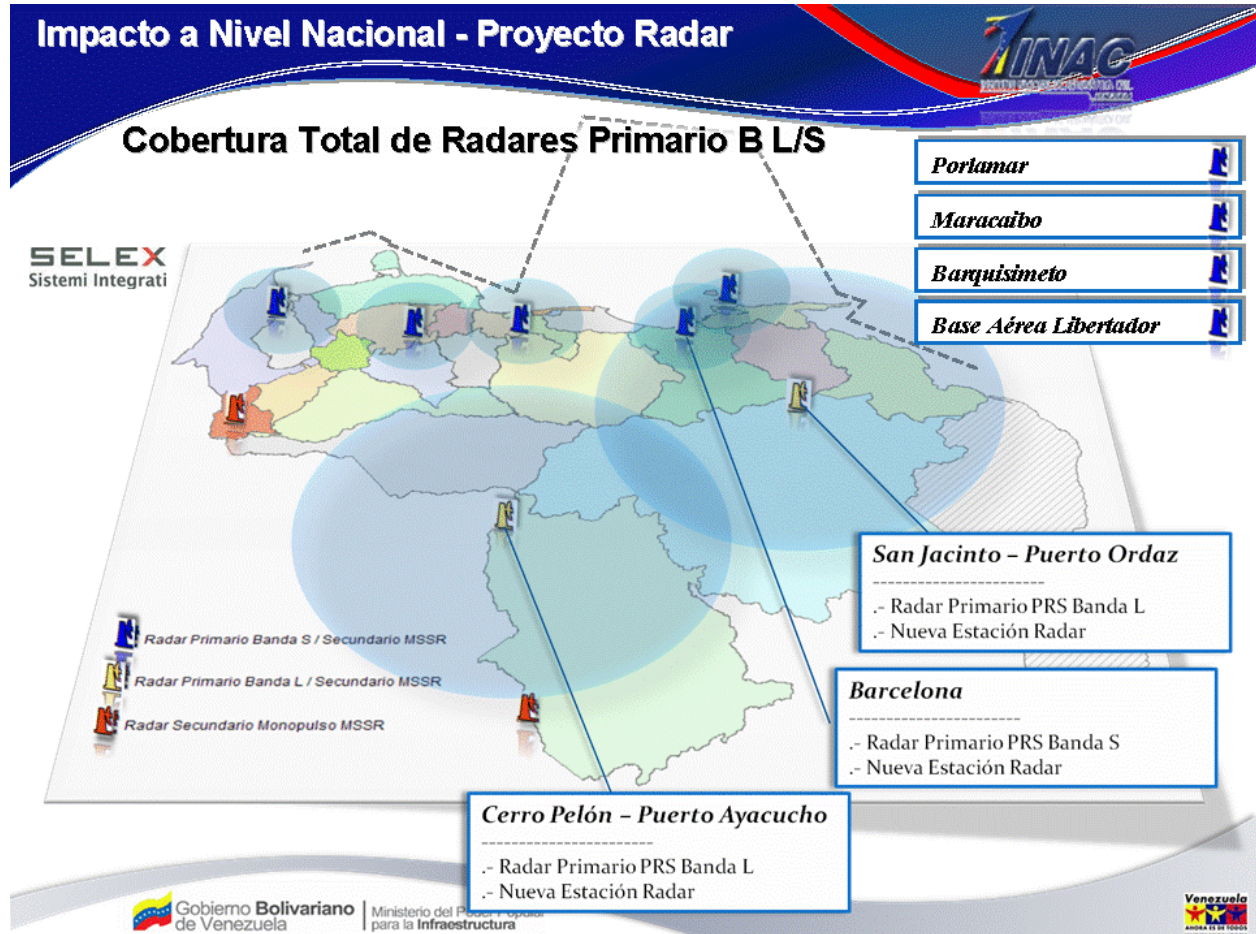 Impacto a Nivel Nacional - Proyecto Radar
INAC
Cobertura Total de Radares Primario B L/S
Porlamar
Maracaibo
Barquisimeto
Base Aérea Libertador
SELEX
Sistemi Integrati
San Jacinto – Puerto Ordaz
-----------------------
.- Radar Primario PRS Banda L
.- Nueva Estación Radar
Radar Primario Banda S / Secundario MSSR
Radar Primario Banda L / Secundario MSSR
Radar Secundario Monopulso MSSR
Barcelona
-----------------------
.- Radar Primario PRS Banda S
.- Nueva Estación Radar
Cerro Pelón – Puerto Ayacucho
-----------------------
.- Radar Primario PRS Banda L
.- Nueva Estación Radar
Gobierno Bolivariano
de Venezuela
Ministerio del Poder Popular
para la Infraestructura
Venezuela
AHORA ES DE TODOS